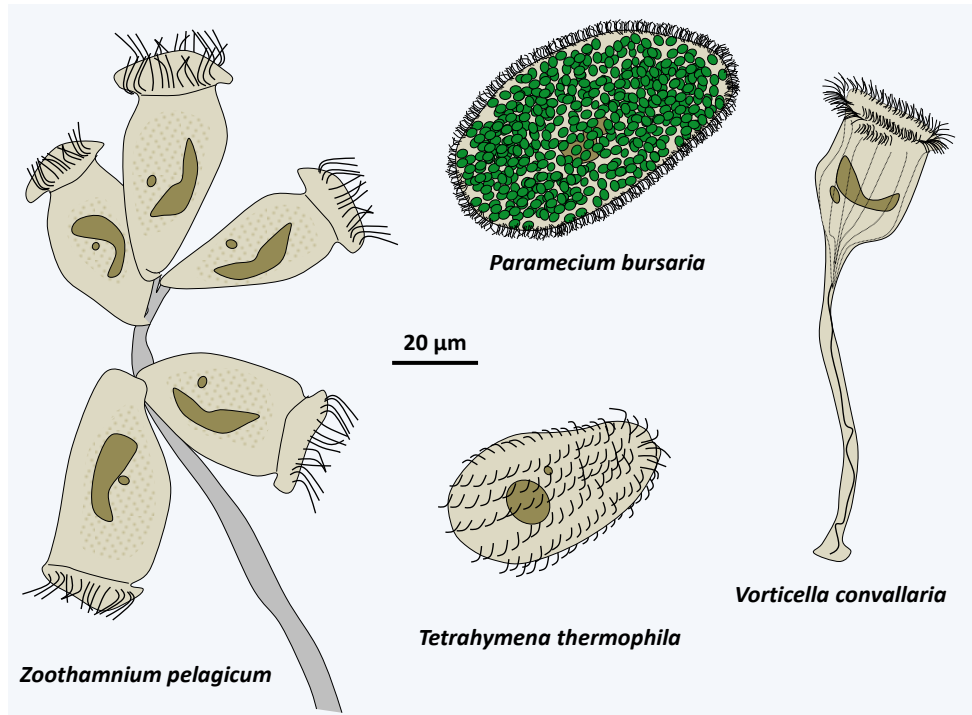 Paramecium bursaria
20 µm
Vorticella convallaria
Tetrahymena thermophila
Zoothamnium pelagicum